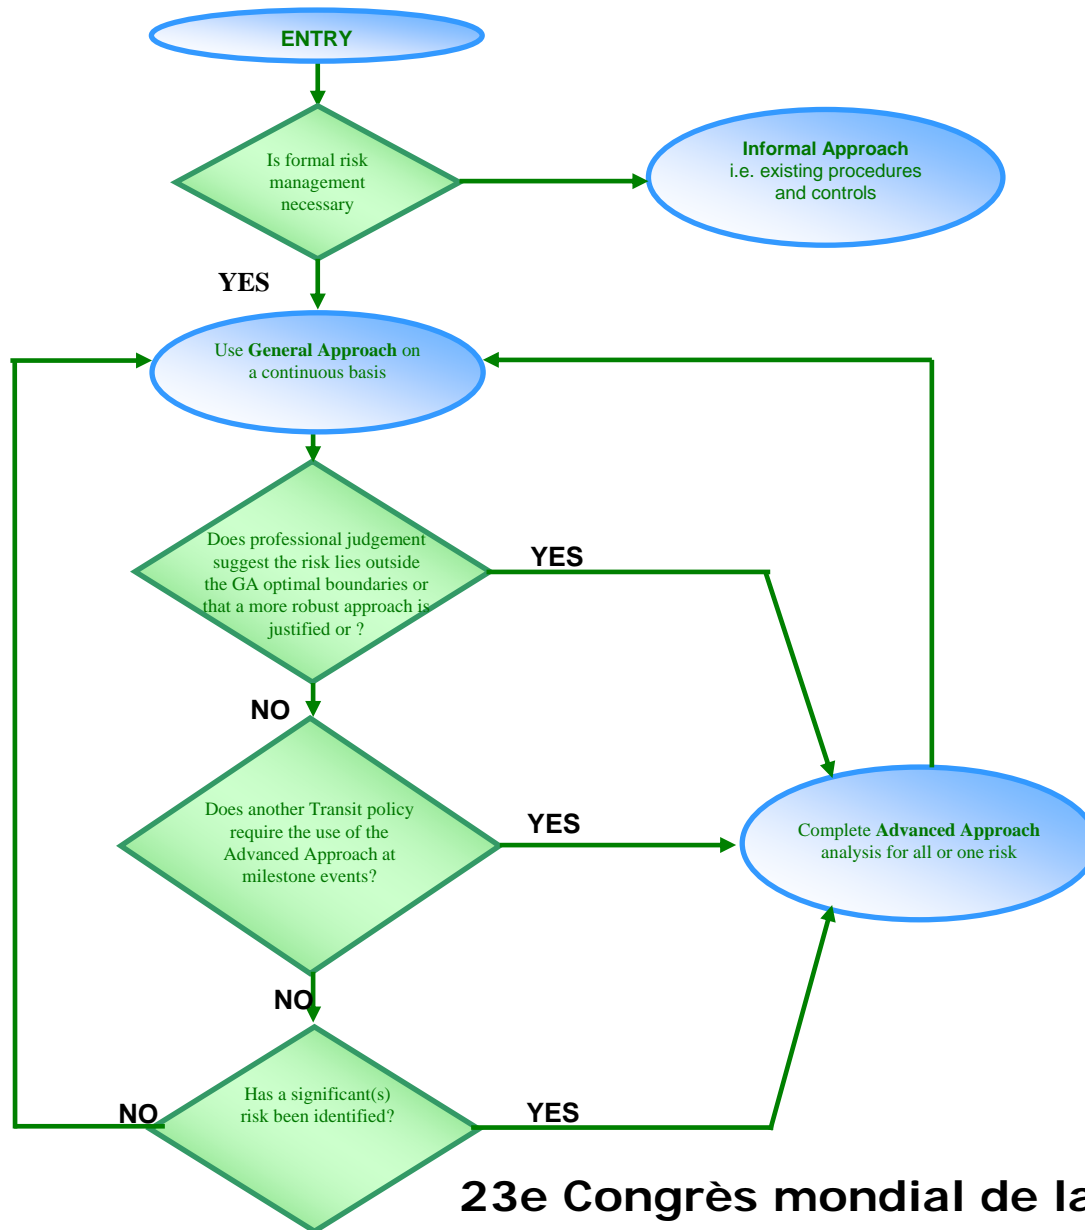 ENTRY
Is formal risk
management
necessary
Informal Approach
i.e. existing procedures
and controls
YES
Use General Approach on
a continuous basis
Does professional judgement
suggest the risk lies outside
the GA optimal boundaries or
that a more robust approach is
justified or ?
YES
NO
Does another Transit policy
require the use of the
Advanced Approach at
milestone events?
YES
Complete Advanced Approach
analysis for all or one risk
NO
Has a significant(s)
risk been identified?
NO
YES
23e Congrès mondial de la